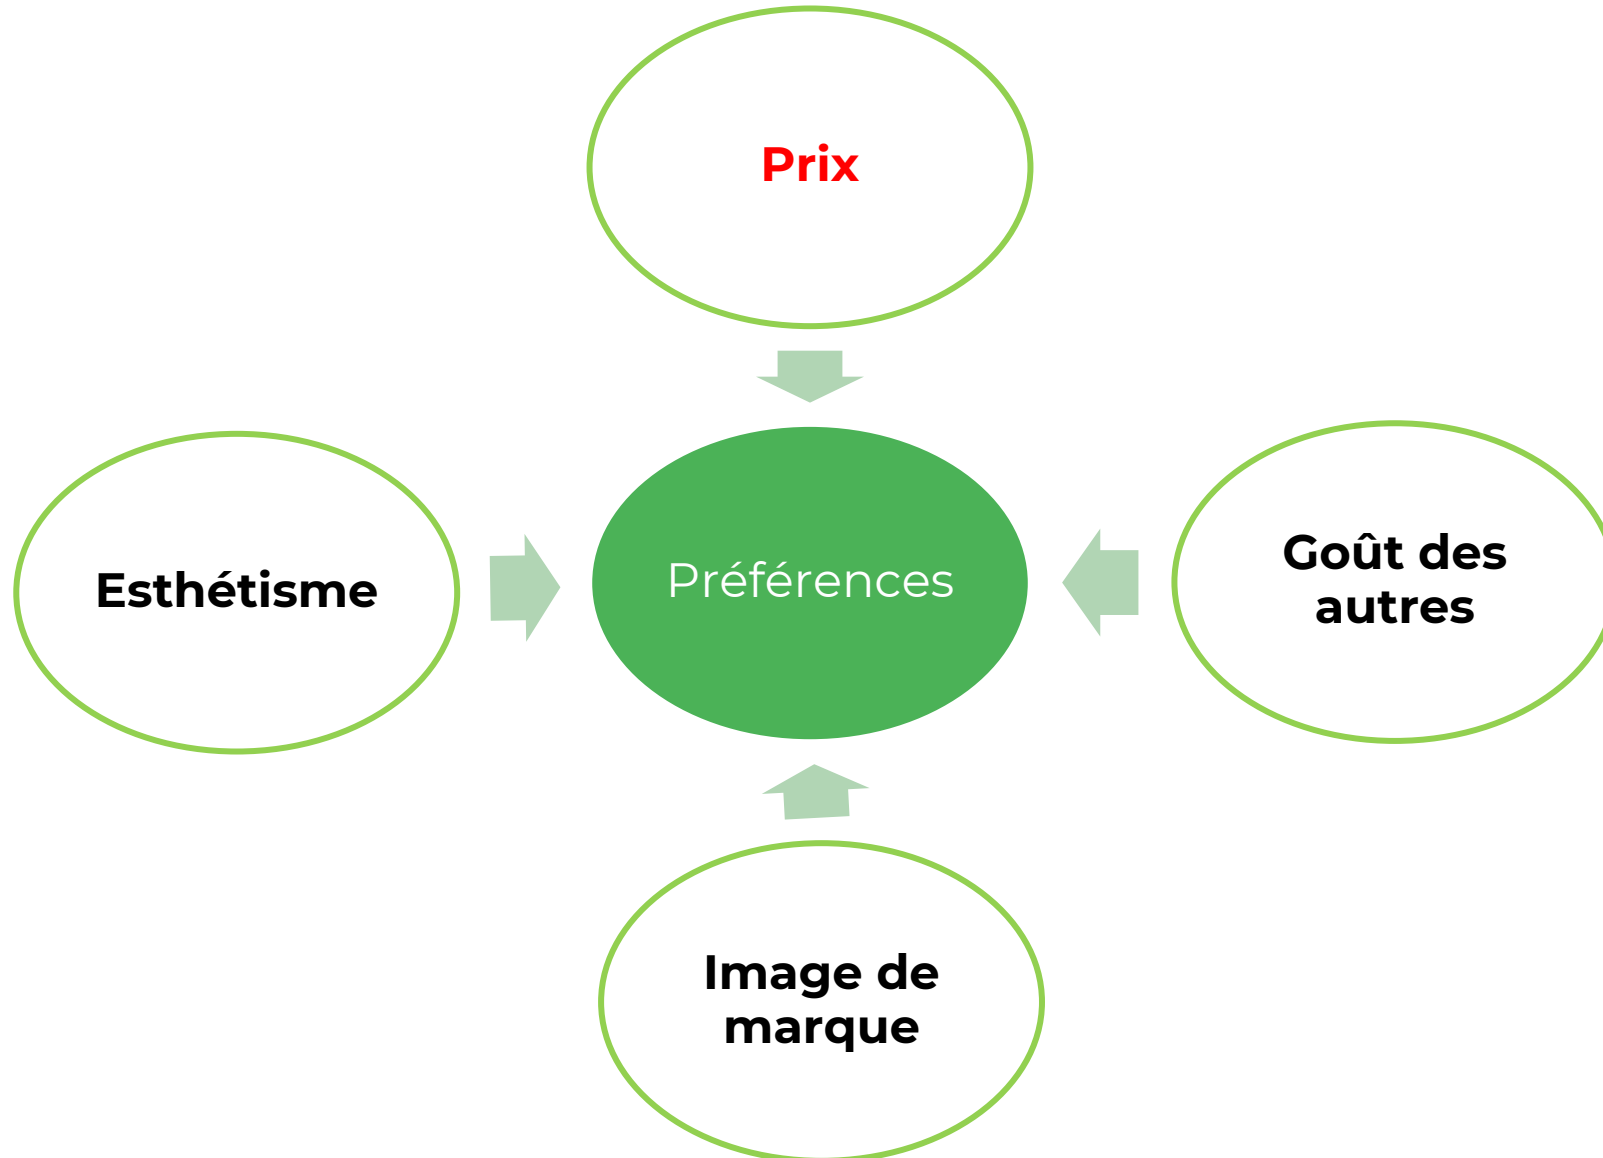 Prix
Esthétisme
Préférences
Goût des
autres
Image de
marque